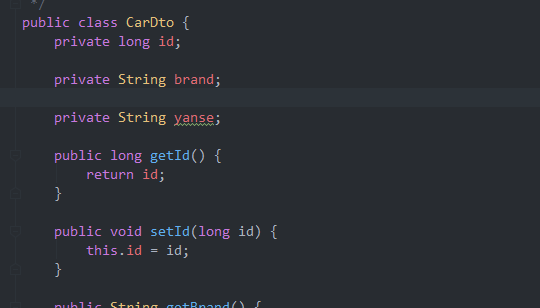 */
public class CarDto {
private long id;
private String brand;
private String yanse;
public long getId() {
return id;
}
public void setId(long id) {
this.id = id;
}
public String getBrand() {